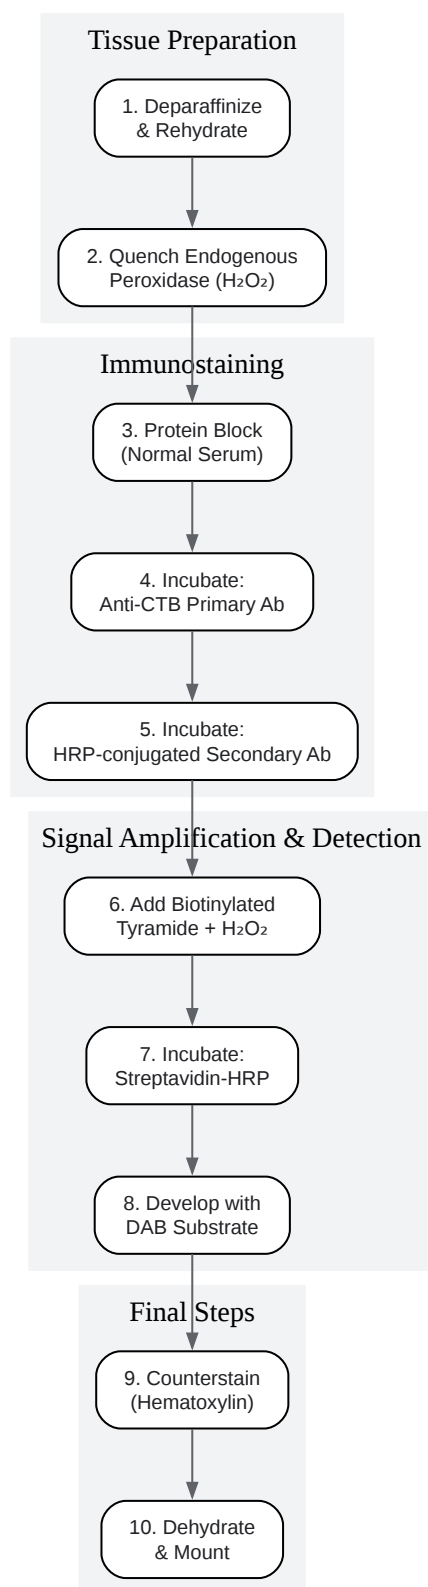 Tissue Preparation
1. Deparaffinize
& Rehydrate
2. Quench Endogenous
Peroxidase (H₂O₂)
Immunostaining
3. Protein Block
(Normal Serum)
4. Incubate:
Anti-CTB Primary Ab
5. Incubate:
HRP-conjugated Secondary Ab
Signal Amplification & Detection
6. Add Biotinylated
Tyramide + H₂O₂
7. Incubate:
Streptavidin-HRP
8. Develop with
DAB Substrate
Final Steps
9. Counterstain
(Hematoxylin)
10. Dehydrate
& Mount